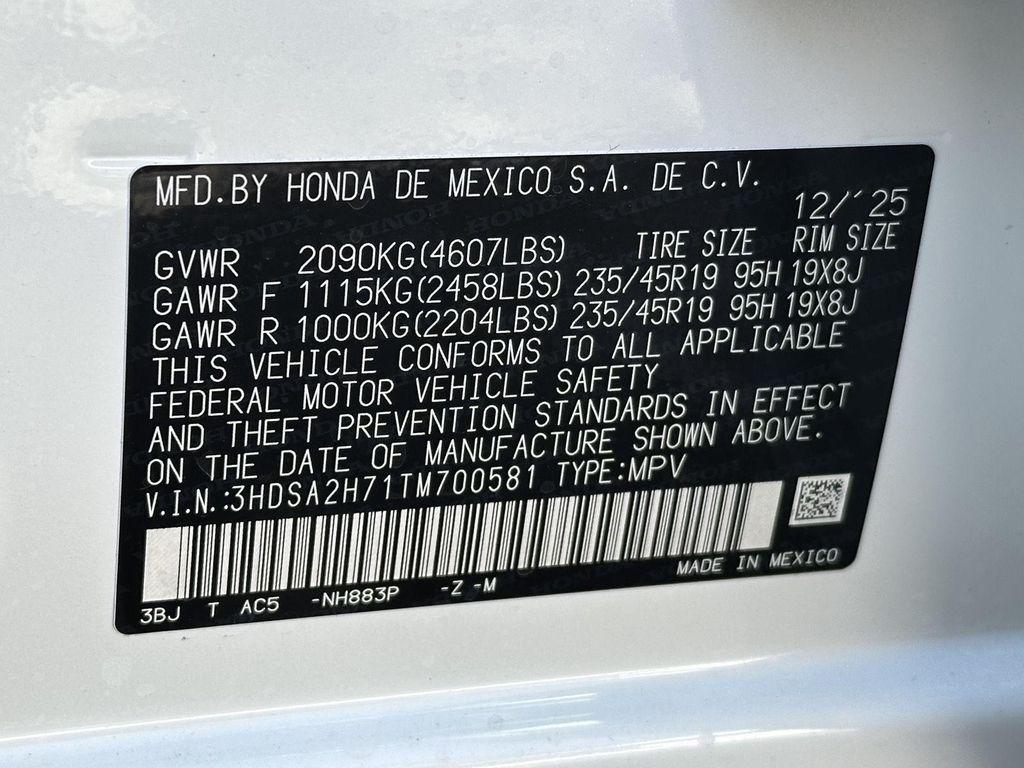 MFD.BY HONDA DE MEXICO S.A. DE C.V.
12/´25
GVWR 2090KG(4607LBS) TIRE SIZE RIM SIZE
GAWR F 1115KG(2458LBS) 235/45R19 95H 19X8J
GAWR R 1000KG(2204LBS) 235/45R19 95H 19X8J
THIS VEHICLE CONFORMS TO ALL APPLICABLE
FEDERAL MOTOR VEHICLE SAFETY
AND THEFT PREVENTION STANDARDS IN EFFECT
ON THE DATE OF MANUFACTURE SHOWN ABOVE.
V.I.N.:3HDSA2H71TM700581 TYPE:MPV
MADE IN MEXICO
3BJ T AC5 -NH883P -Z -M